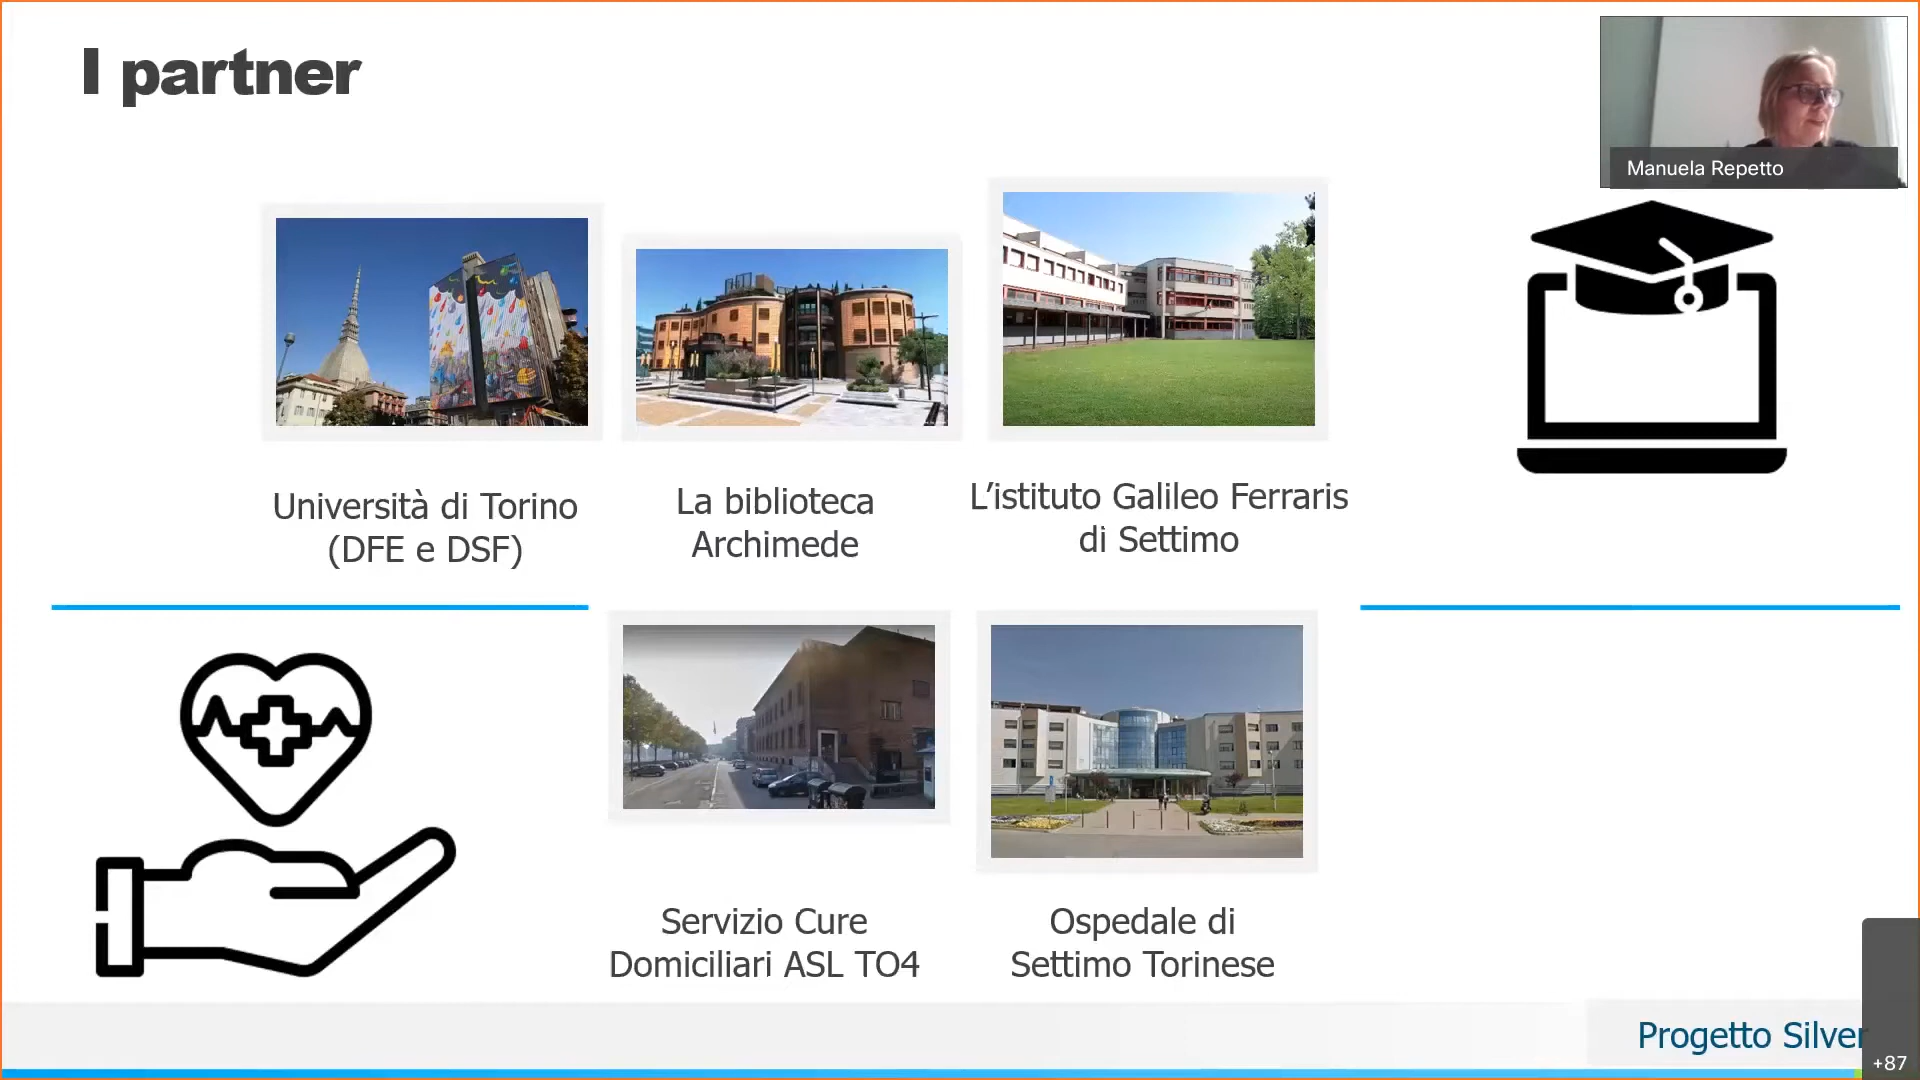 I partner
Manuela Repetto
Università di Torino
(DFE e DSF)
La biblioteca
Archimede
L’istituto Galileo Ferraris
di Settimo
Servizio Cure
Domiciliari ASL TO4
Ospedale di
Settimo Torinese
Progetto Silver
+87